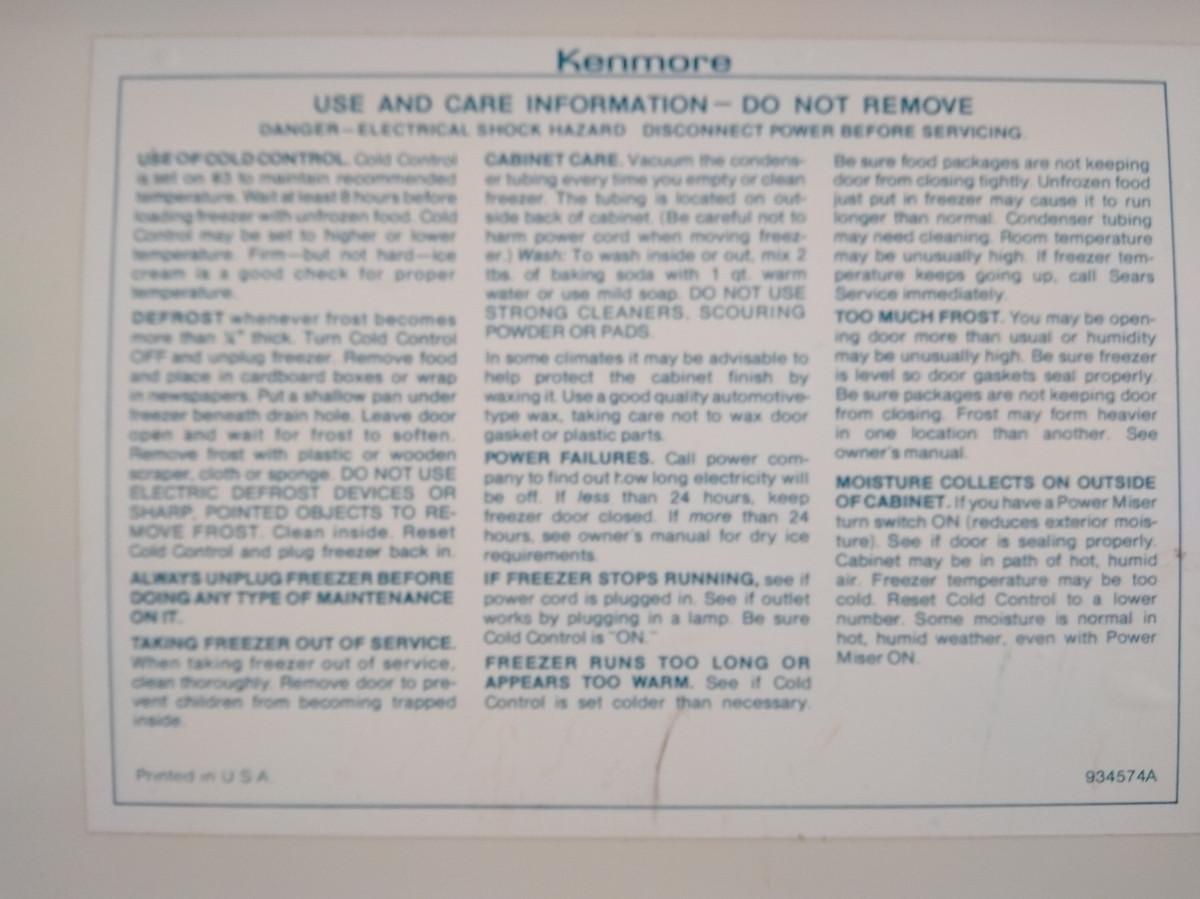 Kenmore
USE AND CARE INFORMATION — DO NOT REMOVE
DANGER – ELECTRICAL SHOCK HAZARD DISCONNECT POWER BEFORE SERVICING.
USE OF COLD CONTROL. Cold Control
is set on #3 to maintain recommended
temperature. Wait at least 8 hours before
loading freezer with unfrozen food. Cold
Control may be set to higher or lower
temperature. Firm—but not hard—ice
cream is a good check for proper
temperature.
DEFROST whenever frost becomes
more than ¼" thick. Turn Cold Control
OFF and unplug freezer. Remove food
and place in cardboard boxes or wrap
in newspapers. Put a shallow pan under
freezer beneath drain hole. Leave door
open and wait for frost to soften.
Remove frost with plastic or wooden
scraper, cloth or sponge. DO NOT USE
ELECTRIC DEFROST DEVICES OR
SHARP, POINTED OBJECTS TO RE-
MOVE FROST. Clean inside. Reset
Cold Control and plug freezer back in.
ALWAYS UNPLUG FREEZER BEFORE
DOING ANY TYPE OF MAINTENANCE
ON IT.
TAKING FREEZER OUT OF SERVICE.
When taking freezer out of service,
clean thoroughly. Remove door to pre-
vent children from becoming trapped
inside.
CABINET CARE. Vacuum the condens-
er tubing every time you empty or clean
freezer. The tubing is located on out-
side back of cabinet. (Be careful not to
harm power cord when moving freez-
er.) Wash: To wash inside or out, mix 2
tbs. of baking soda with 1 qt. warm
water or use mild soap. DO NOT USE
STRONG CLEANERS, SCOURING
POWDER OR PADS.
In some climates it may be advisable to
help protect the cabinet finish by
waxing it. Use a good quality automotive-
type wax, taking care not to wax door
gasket or plastic parts.
POWER FAILURES. Call power com-
pany to find out how long electricity will
be off. If less than 24 hours, keep
freezer door closed. If more than 24
hours, see owner's manual for dry ice
requirements.
IF FREEZER STOPS RUNNING, see if
power cord is plugged in. See if outlet
works by plugging in a lamp. Be sure
Cold Control is "ON."
FREEZER RUNS TOO LONG OR
APPEARS TOO WARM. See if Cold
Control is set colder than necessary.
Be sure food packages are not keeping
door from closing tightly. Unfrozen food
just put in freezer may cause it to run
longer than normal. Condenser tubing
may need cleaning. Room temperature
may be unusually high. If freezer tem-
perature keeps going up, call Sears
Service immediately.
TOO MUCH FROST. You may be open-
ing door more than usual or humidity
may be unusually high. Be sure freezer
is level so door gaskets seal properly.
Be sure packages are not keeping door
from closing. Frost may form heavier
in one location than another. See
owner's manual.
MOISTURE COLLECTS ON OUTSIDE
OF CABINET. If you have a Power Miser
turn switch ON (reduces exterior mois-
ture). See if door is sealing properly.
Cabinet may be in path of hot, humid
air. Freezer temperature may be too
cold. Reset Cold Control to a lower
number. Some moisture is normal in
hot, humid weather, even with Power
Miser ON.
Printed in U S A
934574A